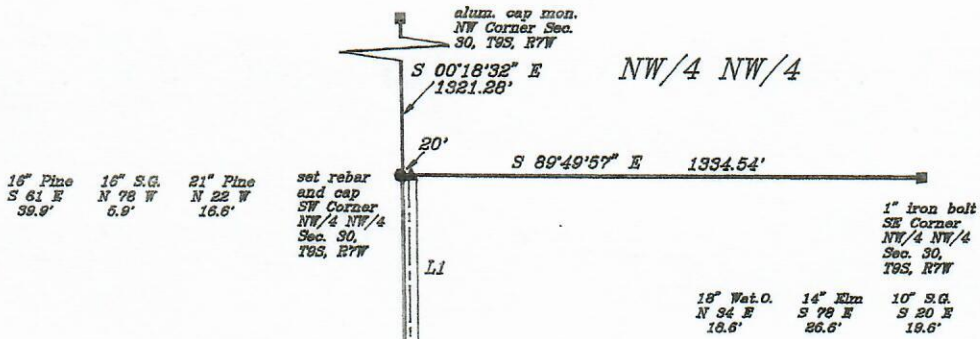 alum. cap mon.
NW Corner Sec.
30, T9S, R7W
S 00°18'32" E
1321.28'
NW/4 NW/4
20'
S 89°49'57" E 1334.54'
16" Pine
S 61 E
39.9'
16" S.G.
N 78 W
5.9'
21" Pine
N 22 W
16.6'
set rebar
and cap
SW Corner
NW/4 NW/4
Sec. 30,
T9S, R7W
L1
1" iron bolt
SE Corner
NW/4 NW/4
Sec. 30,
T9S, R7W
18" Wat.O.
N 34 E
18.6'
14" Elm
S 78 E
26.6'
10" S.G.
S 20 E
19.6'